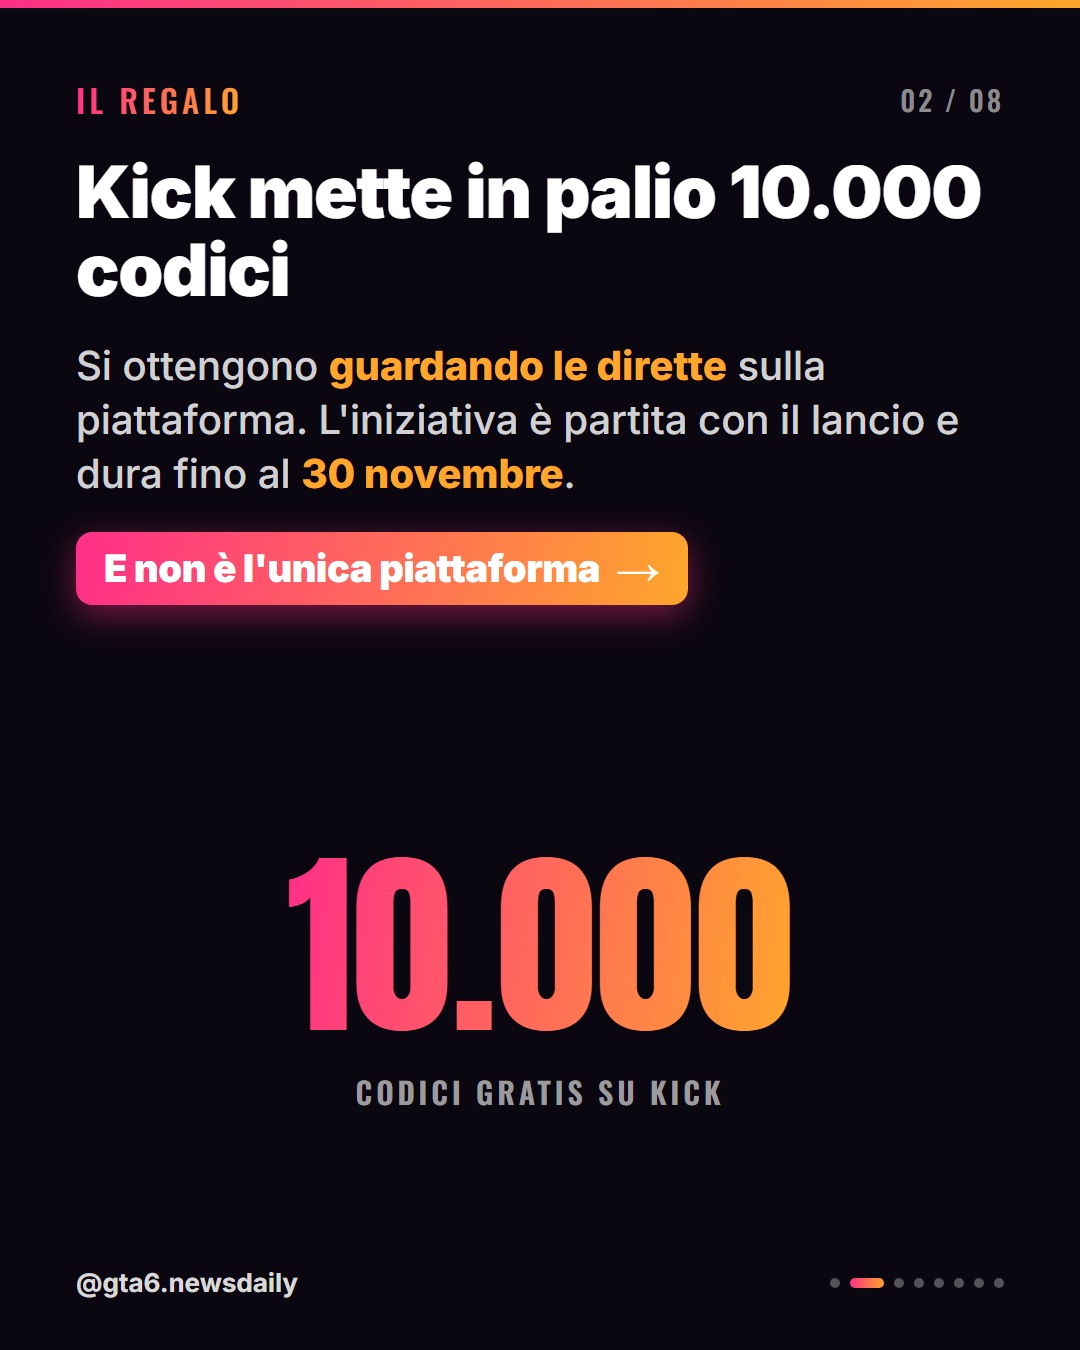 IL REGALO
02 / 08
Kick mette in palio 10.000
codici
Si ottengono guardando le dirette sulla
piattaforma. L'iniziativa è partita con il lancio e
dura fino al 30 novembre.
E non è l'unica piattaforma →
10.000
CODICI GRATIS SU KICK
@gta6.newsdaily